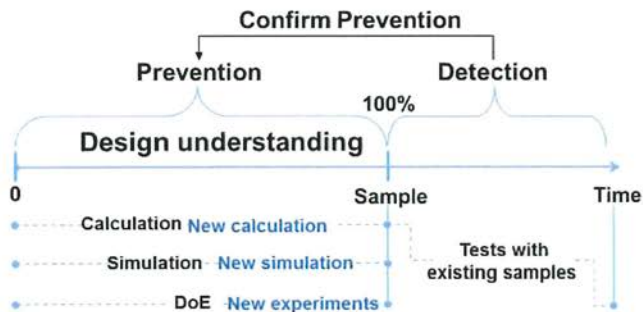 Confirm Prevention
Prevention
Detection
100%
Design understanding
0
Sample
Time
Calculation New calculation
Simulation New simulation
DoE New experiments
Tests with
existing samples